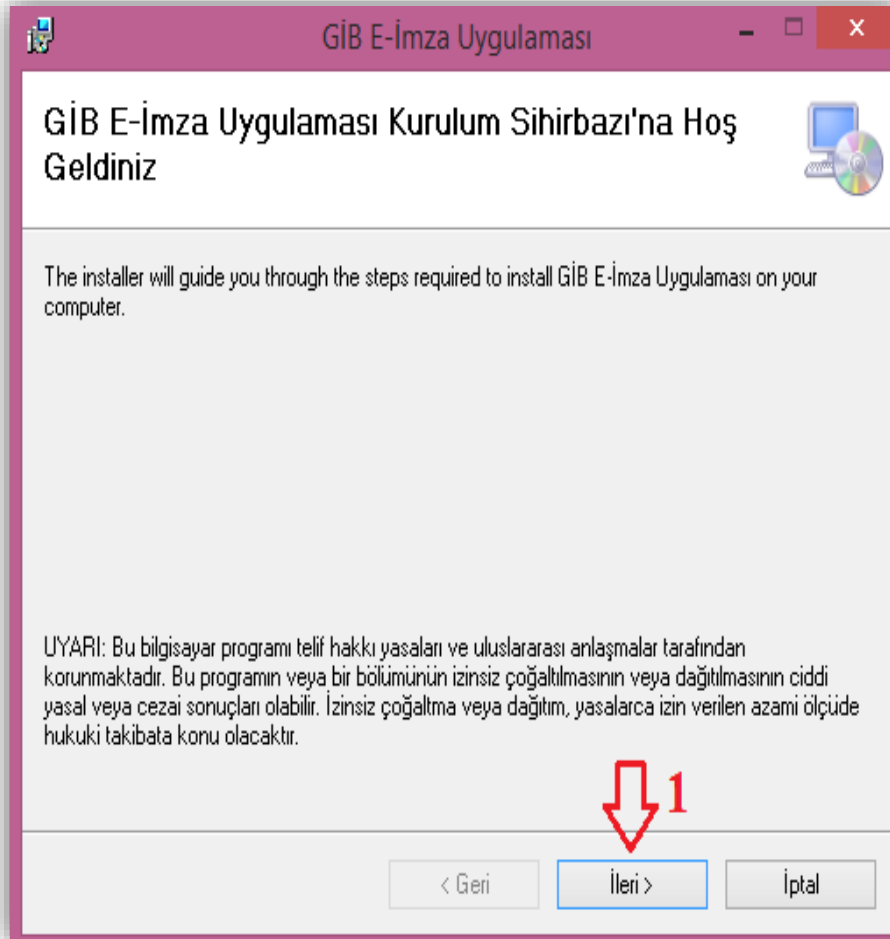 GİB E-İmza Uygulaması
GİB E-İmza Uygulaması Kurulum Sihirbazı'na Hoş
Geldiniz
The installer will guide you through the steps required to install GİB E-İmza Uygulaması on your
computer.
UYARI: Bu bilgisayar programı telif hakkı yasaları ve uluslararası anlaşmalar tarafından
korunmaktadır. Bu programın veya bir bölümünün izinsiz çoğaltılmasının veya dağıtılmasının ciddi
yasal veya cezai sonuçları olabilir. İzinsiz çoğaltma veya dağıtım, yasalarca izin verilen azami ölçüde
hukuki takibata konu olacaktır.
1
< Geri İleri > İptal